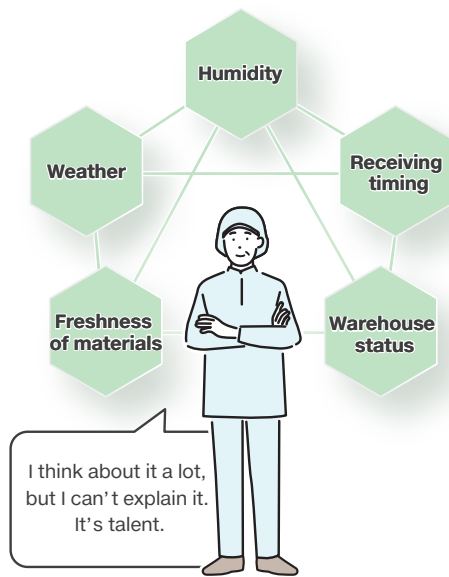 Humidity
Weather
Receiving
timing
Freshness
of materials
Warehouse
status
I think about it a lot,
but I can’t explain it.
It’s talent.